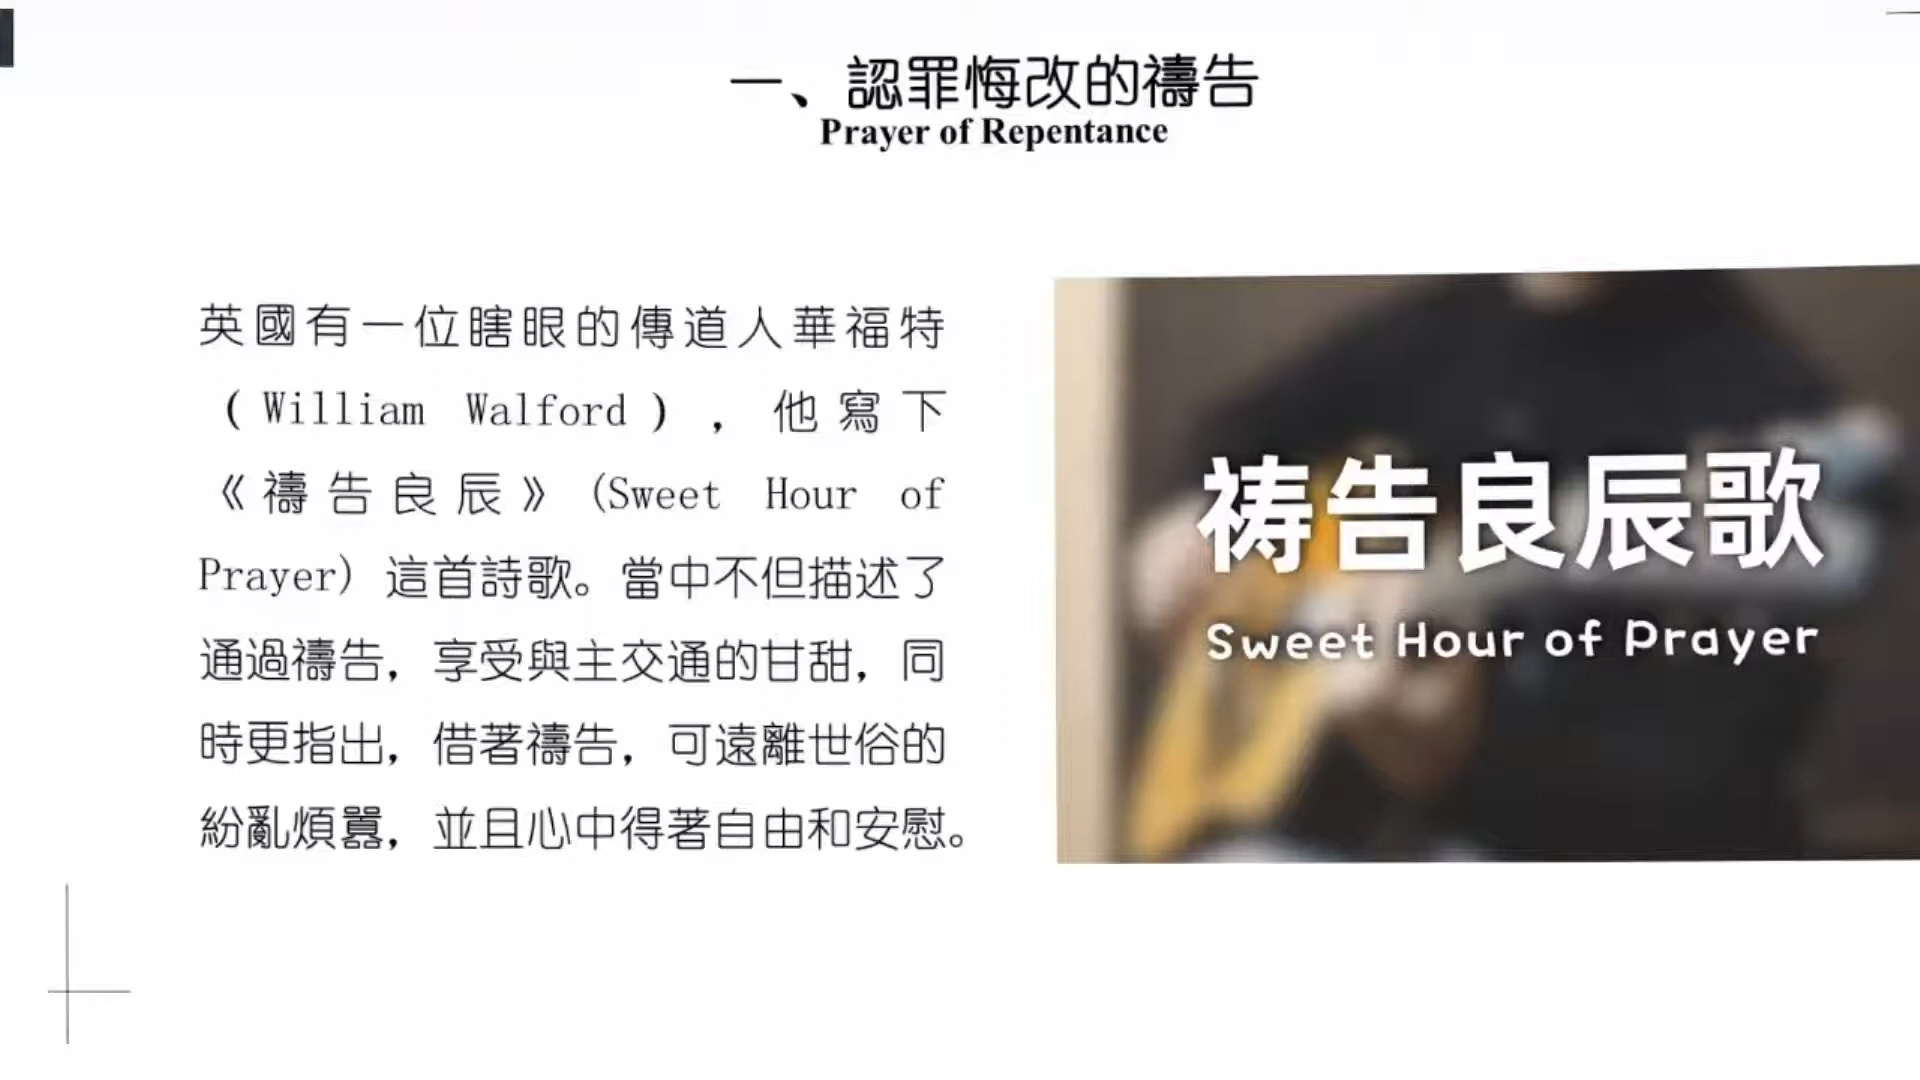 一、認罪悔改的禱告
Prayer of Repentance
英國有一位瞎眼的傳道人華福特
（William Walford），他寫下
《禱告良辰》(Sweet Hour of
Prayer) 這首詩歌。當中不但描述了
通過禱告，享受與主交通的甘甜，同
時更指出，借著禱告，可遠離世俗的
紛亂煩囂，並且心中得著自由和安慰。
祷告良辰歌
Sweet Hour of Prayer